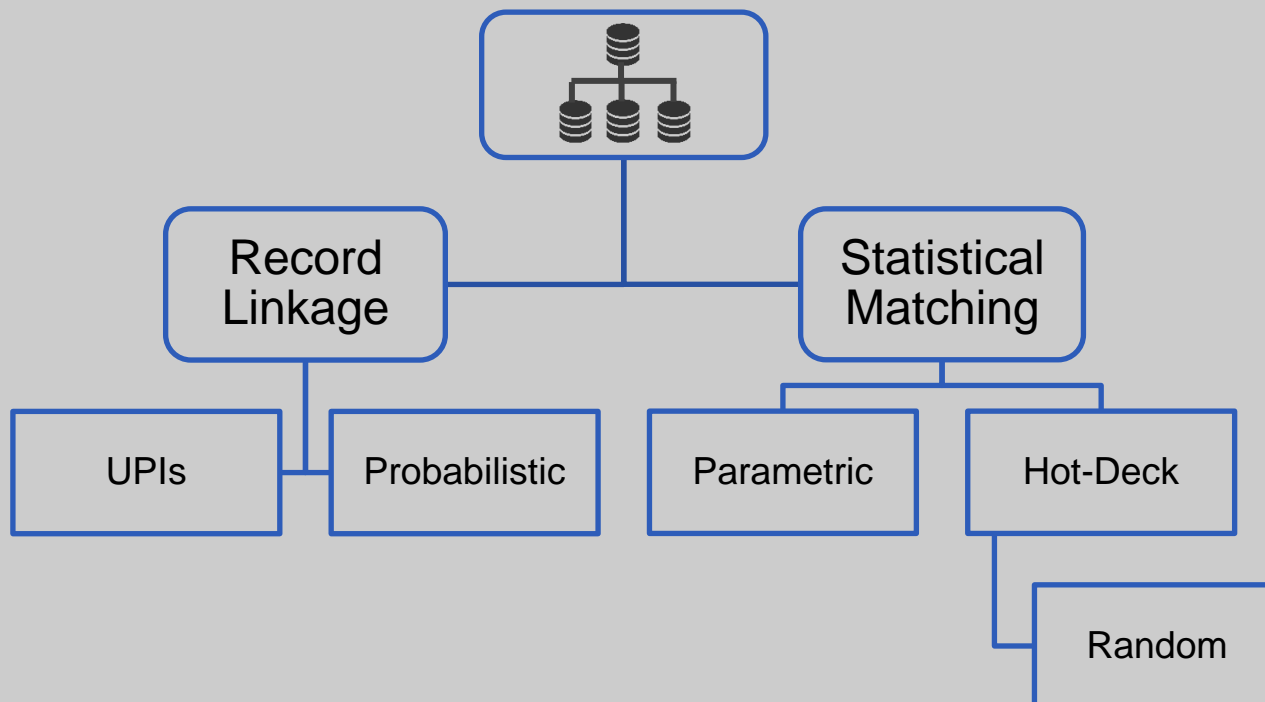 Record
Linkage
Statistical
Matching
UPIs
Probabilistic
Parametric
Hot-Deck
Random